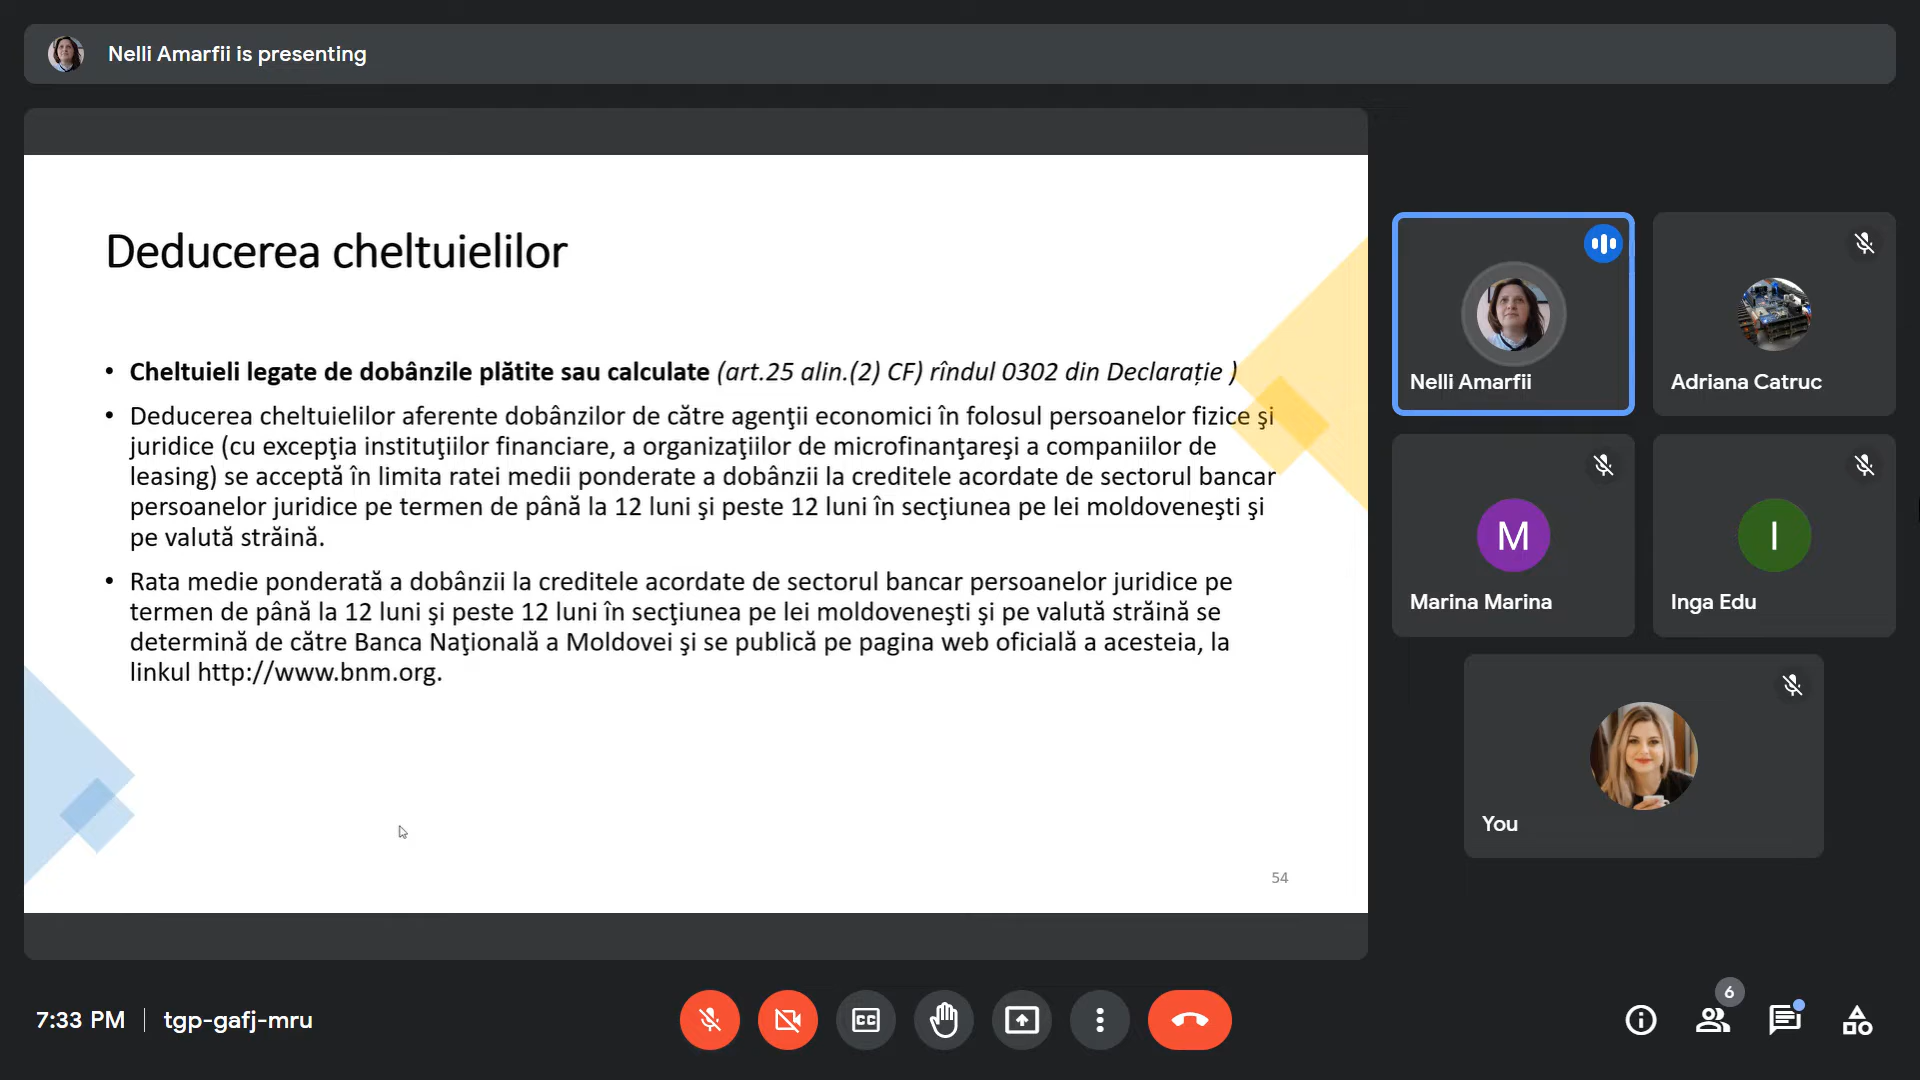 Nelli Amarfii is presenting
Deducerea cheltuielilor
• Cheltuieli legate de dobânzile plătite sau calculate (art.25 alin.(2) CF) rîndul 0302 din Declarație )
• Deducerea cheltuielilor aferente dobânzilor de către agenţii economici în folosul persoanelor fizice şi
juridice (cu excepţia instituţiilor financiare, a organizaţiilor de microfinanţareşi a companiilor de
leasing) se acceptă în limita ratei medii ponderate a dobânzii la creditele acordate de sectorul bancar
persoanelor juridice pe termen de până la 12 luni şi peste 12 luni în secţiunea pe lei moldoveneşti şi
pe valută străină.
• Rata medie ponderată a dobânzii la creditele acordate de sectorul bancar persoanelor juridice pe
termen de până la 12 luni şi peste 12 luni în secţiunea pe lei moldoveneşti şi pe valută străină se
determină de către Banca Naţională a Moldovei şi se publică pe pagina web oficială a acesteia, la
linkul http://www.bnm.org.
54
Nelli Amarfii
Adriana Catruc
M
Marina Marina
I
Inga Edu
You
7:33 PM | tgp-gafj-mru
CC
6